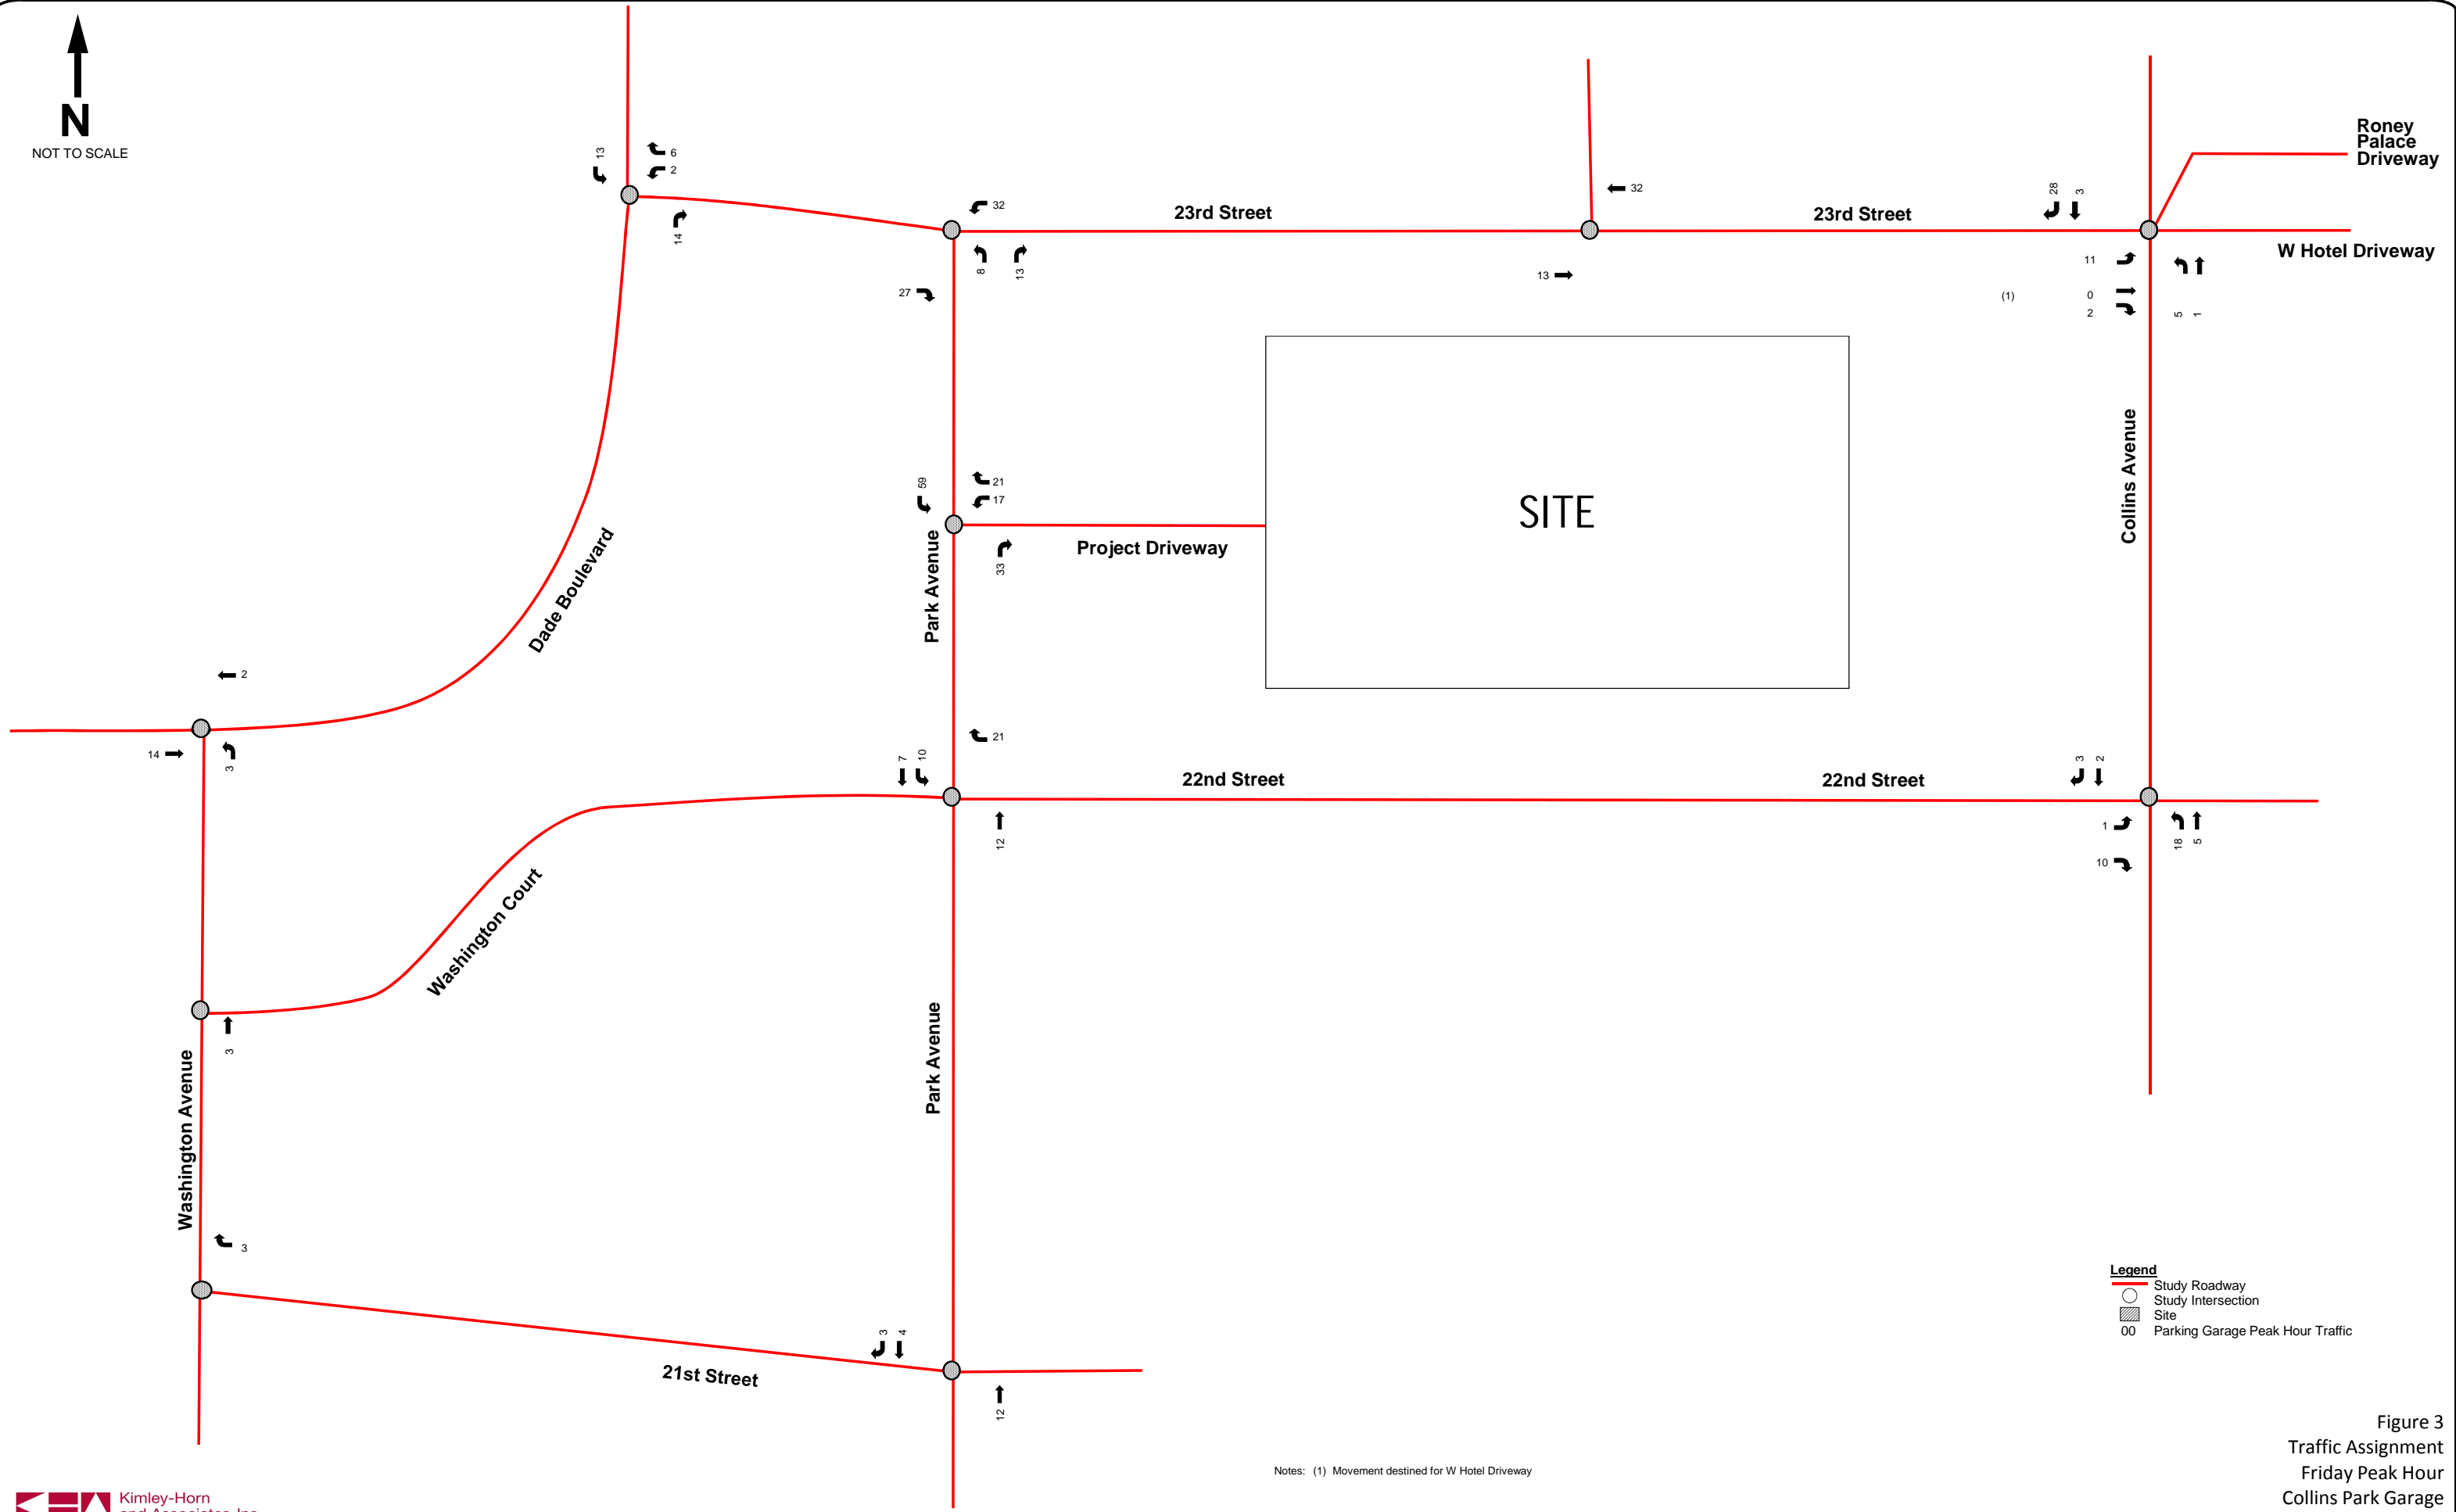 N
NOT TO SCALE
13
6
2
14
32
8
13
27
23rd Street
32
13
23rd Street
28
3
Roney
Palace
Driveway
W Hotel Driveway
11
(1)
0
2
5
1
59
21
17
33
Project Driveway
SITE
Park Avenue
Collins Avenue
Dade Boulevard
2
14
3
21
7
10
12
22nd Street
22nd Street
3
2
1
10
18
5
Washington Court
3
Washington Avenue
Park Avenue
3
3
4
12
21st Street
Legend
Study Roadway
Study Intersection
Site
00 Parking Garage Peak Hour Traffic
Notes: (1) Movement destined for W Hotel Driveway
Figure 3
Traffic Assignment
Friday Peak Hour
Collins Park Garage
Kimley-Horn
and Associates, Inc.